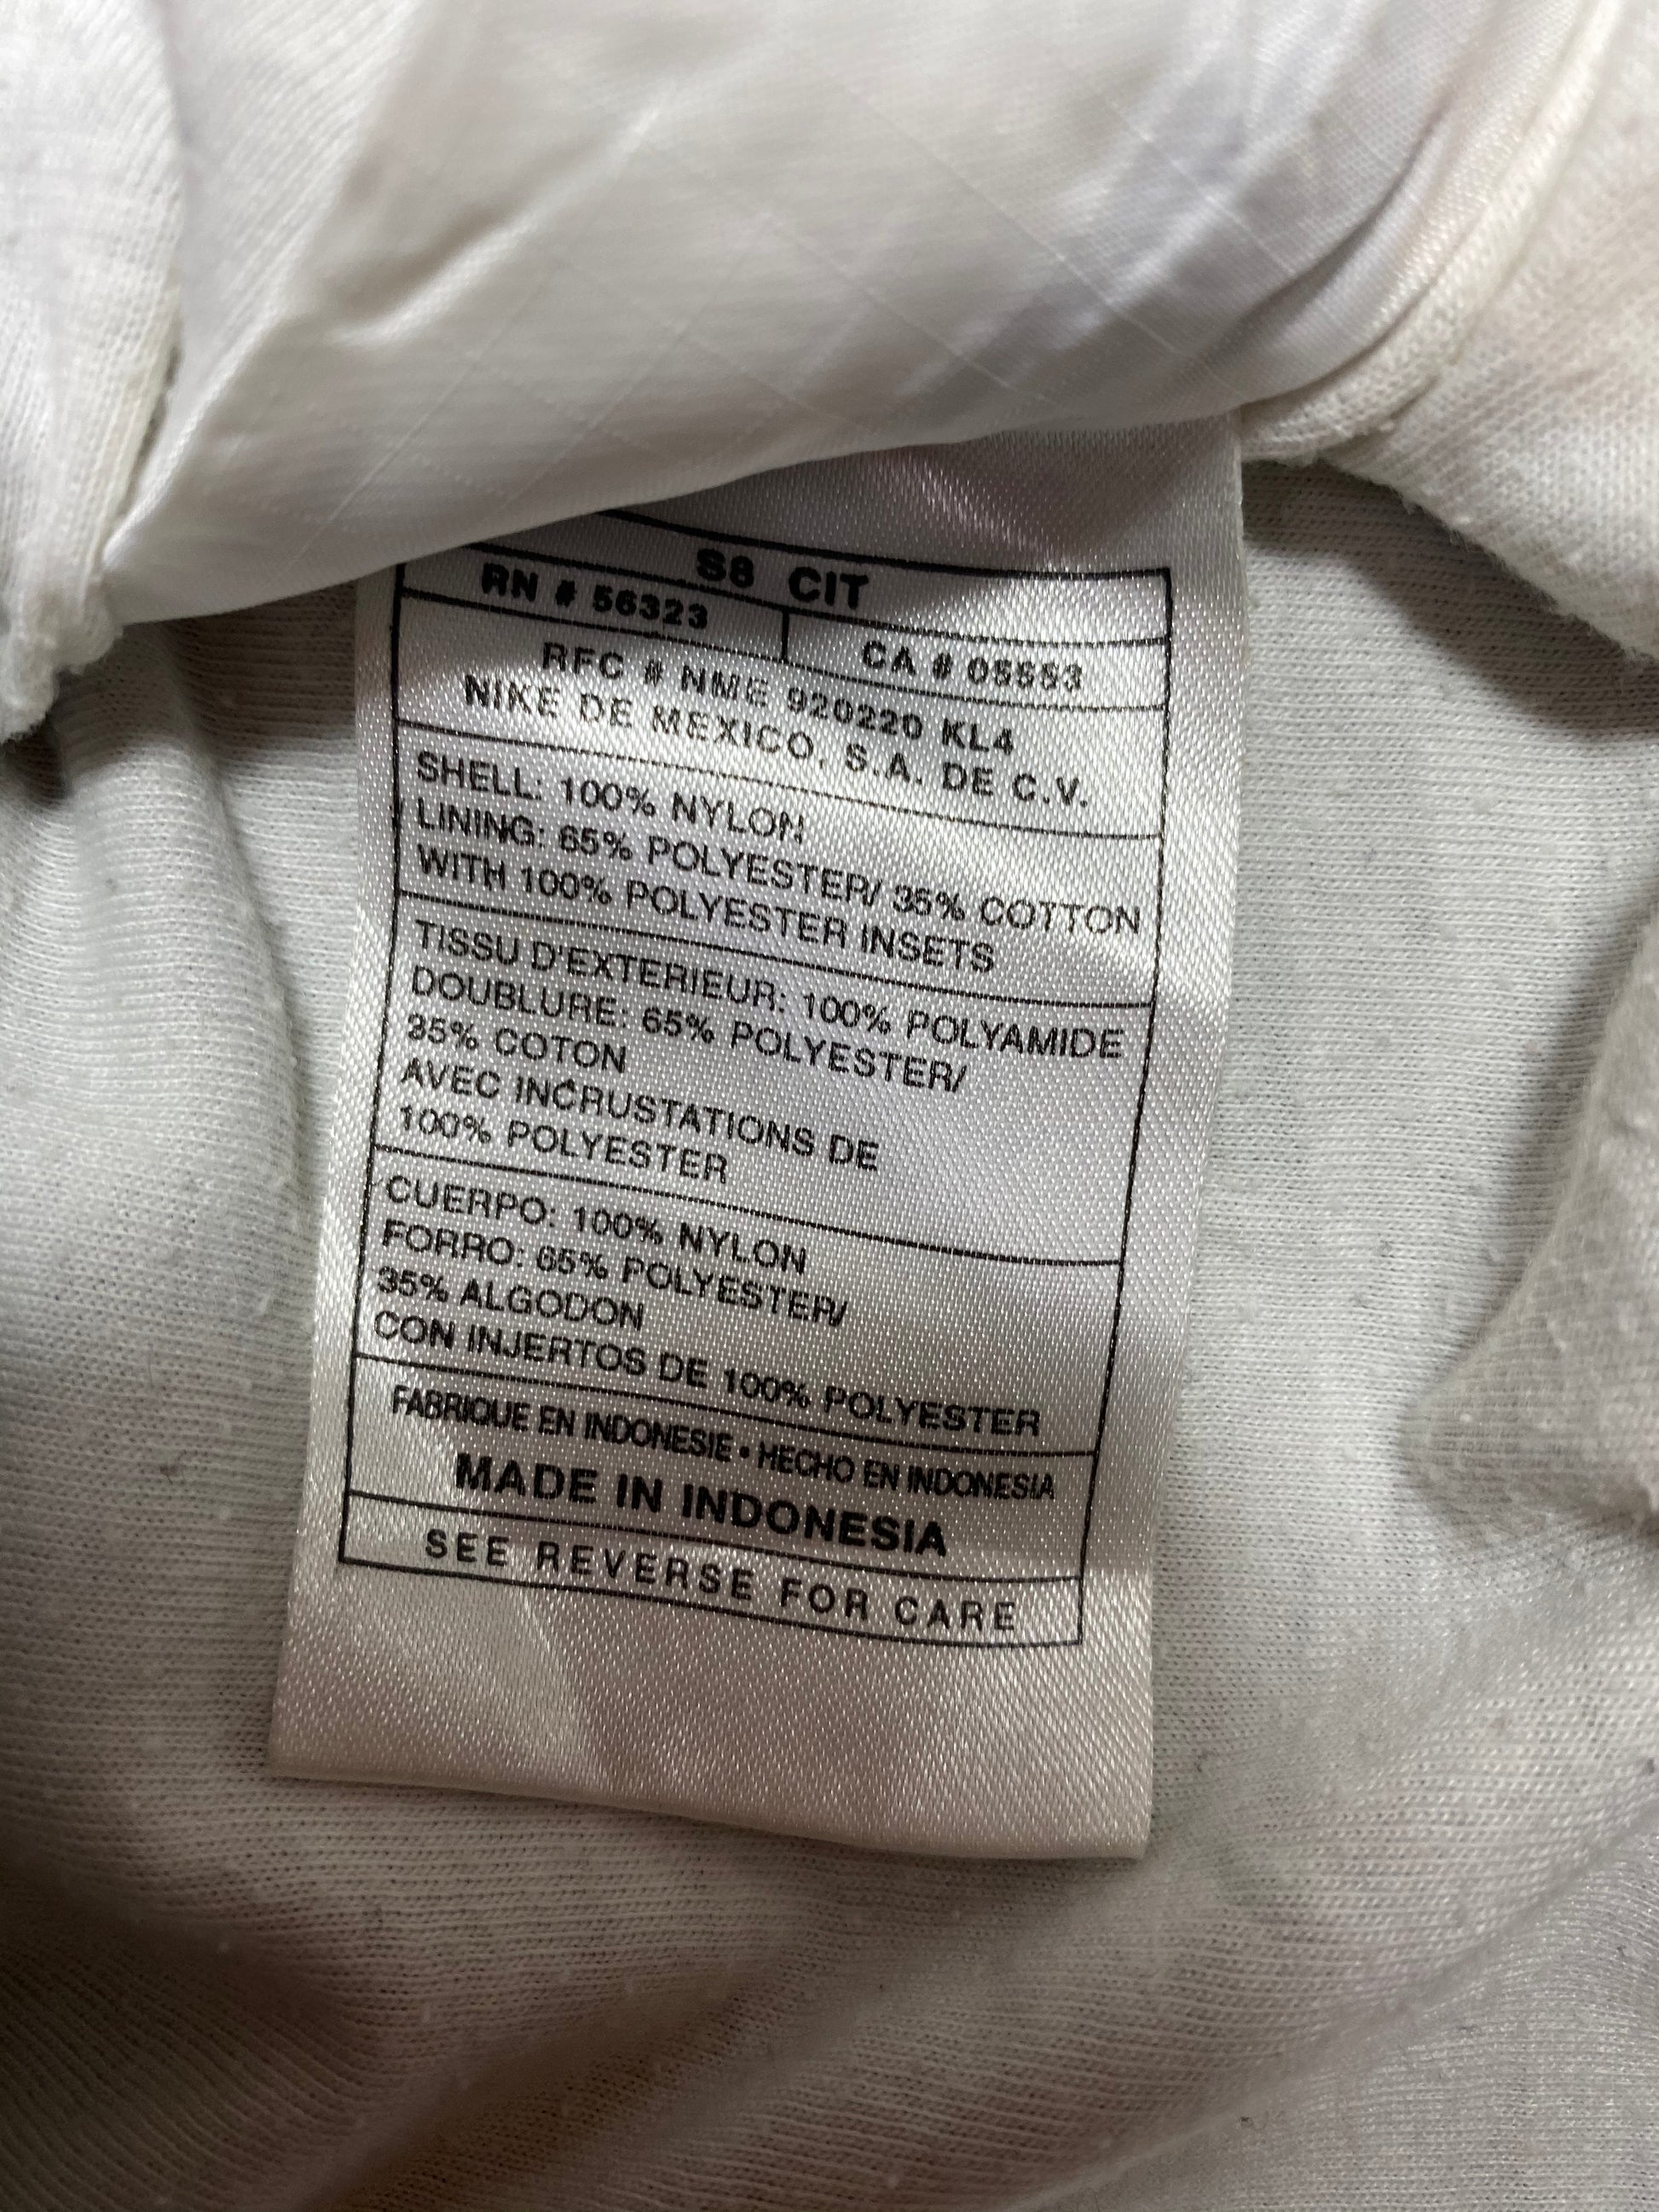 S8 CIT
RN # 56323
CA # 05553
RFC # NME 920220 KL4
NIKE DE MEXICO, S.A. DE C.V.
SHELL: 100% NYLON
LINING: 65% POLYESTER/ 35% COTTON
WITH 100% POLYESTER INSETS
TISSU D'EXTERIEUR: 100% POLYAMIDE
DOUBLURE: 65% POLYESTER/
35% COTON
AVEC INCRUSTATIONS DE
100% POLYESTER
CUERPO: 100% NYLON
FORRO: 65% POLYESTER/
35% ALGODON
CON INJERTOS DE 100% POLYESTER
FABRIQUE EN INDONESIE • HECHO EN INDONESIA
MADE IN INDONESIA
SEE REVERSE FOR CARE